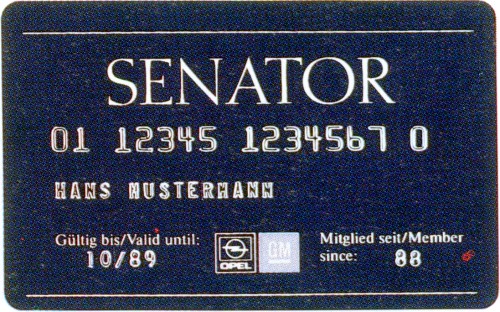 SENATOR
01 12345 1234567 0
HANS MUSTERMANN
Gültig bis/Valid until:
10/89
OPEL
GM
Mitglied seit/Member
since: 88